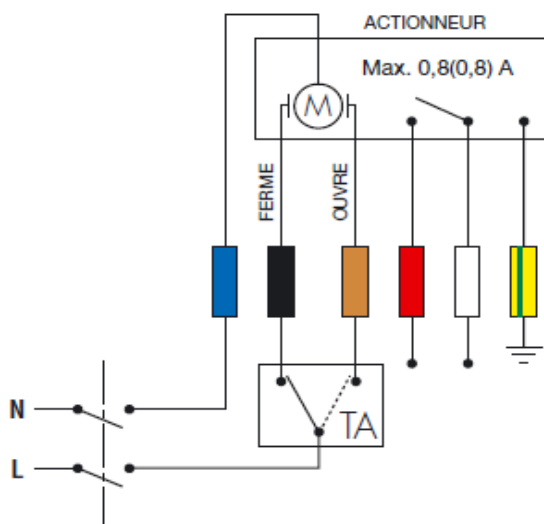 ACTIONNEUR
Max. 0,8(0,8) A
M
FERME
OUVRE
N
TA
L